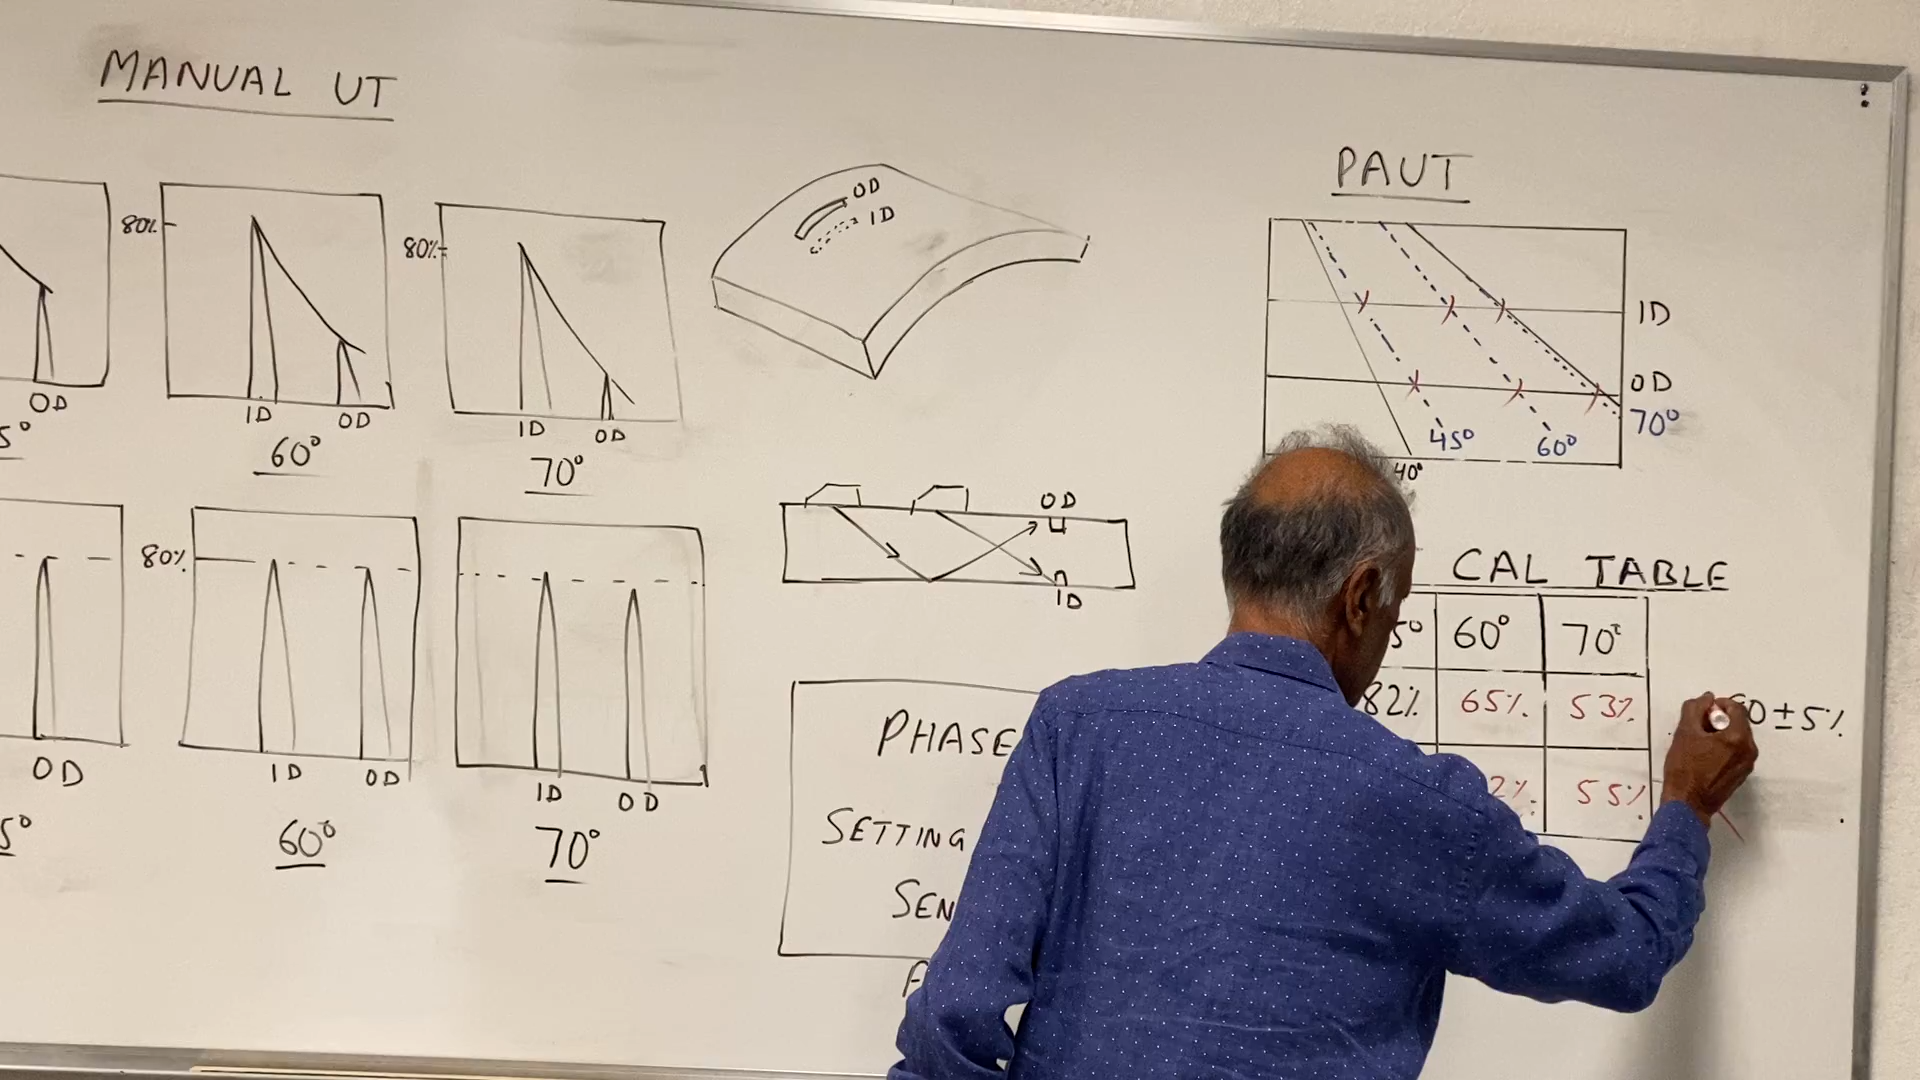 MANUAL UT
80%
OD
ID
OD
60°
80%
ID
OD
70°
OD
80%
ID
OD
60°
ID
OD
70°
OD
ID
OD
ID
PHASE
SETTING
SEN
PAUT
ID
OD
70°
45°
60°
40°
CAL TABLE
60° 70°
82% 65% 53% ±5%
55%